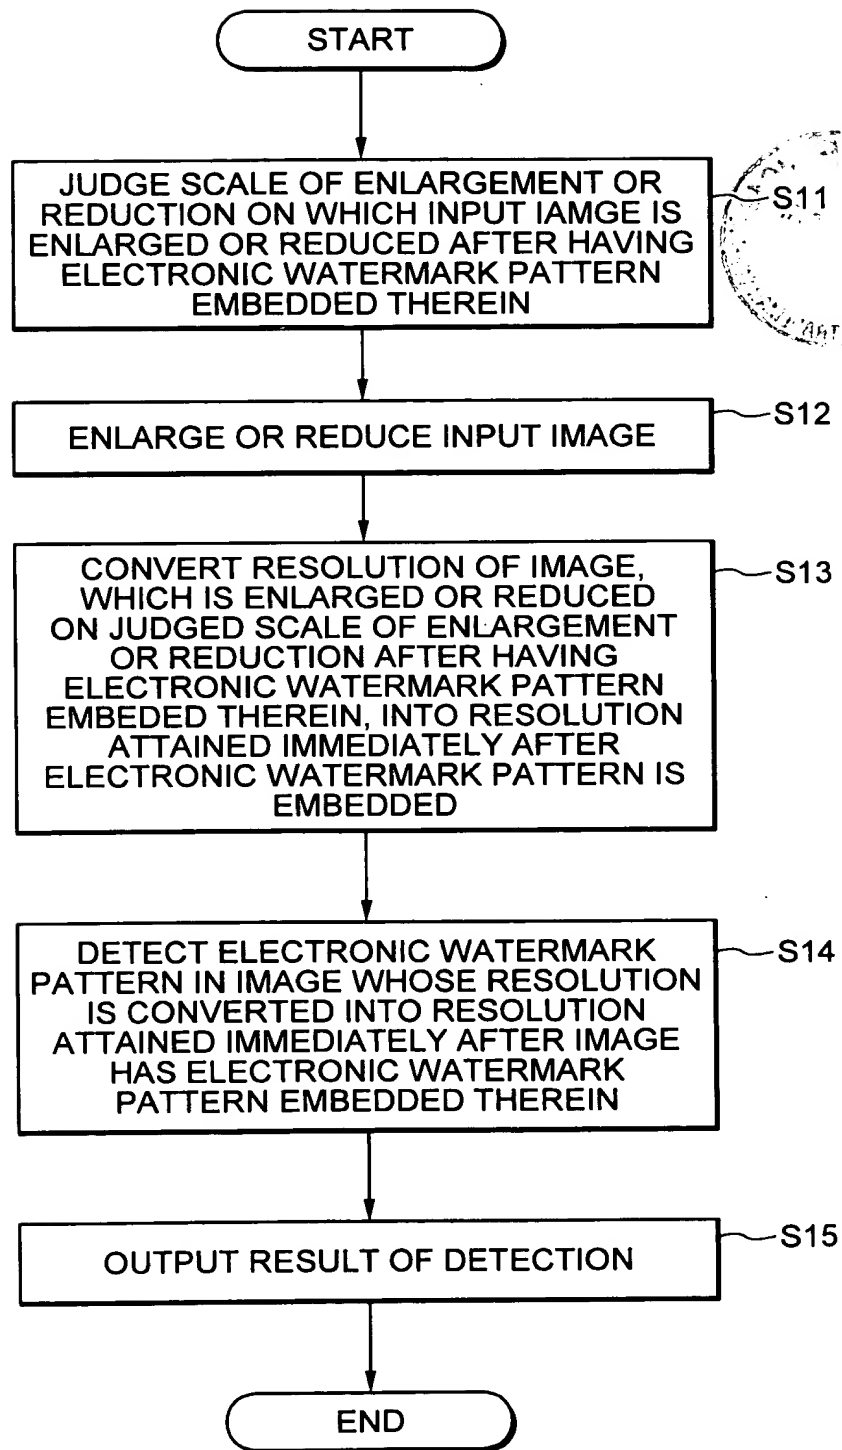 START
JUDGE SCALE OF ENLARGEMENT OR
REDUCTION ON WHICH INPUT IAMGE IS
ENLARGED OR REDUCED AFTER HAVING
ELECTRONIC WATERMARK PATTERN
EMBEDDED THEREIN
S11
ENLARGE OR REDUCE INPUT IMAGE
S12
CONVERT RESOLUTION OF IMAGE,
WHICH IS ENLARGED OR REDUCED
ON JUDGED SCALE OF ENLARGEMENT
OR REDUCTION AFTER HAVING
ELECTRONIC WATERMARK PATTERN
EMBEDED THEREIN, INTO RESOLUTION
ATTAINED IMMEDIATELY AFTER
ELECTRONIC WATERMARK PATTERN IS
EMBEDDED
S13
DETECT ELECTRONIC WATERMARK
PATTERN IN IMAGE WHOSE RESOLUTION
IS CONVERTED INTO RESOLUTION
ATTAINED IMMEDIATELY AFTER IMAGE
HAS ELECTRONIC WATERMARK
PATTERN EMBEDDED THEREIN
S14
OUTPUT RESULT OF DETECTION
S15
END